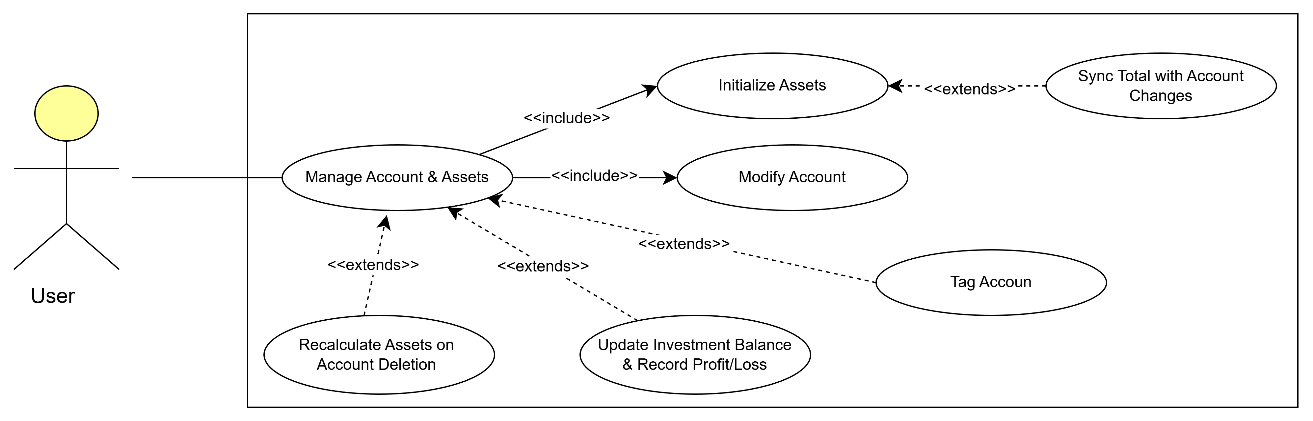 Initialize Assets
<<extends>>
Sync Total with Account
Changes
<<include>>
Manage Account & Assets
<<include>>
Modify Account
<<extends>>
<<extends>>
<<extends>>
Tag Accoun
User
Recalculate Assets on
Account Deletion
Update Investment Balance
& Record Profit/Loss